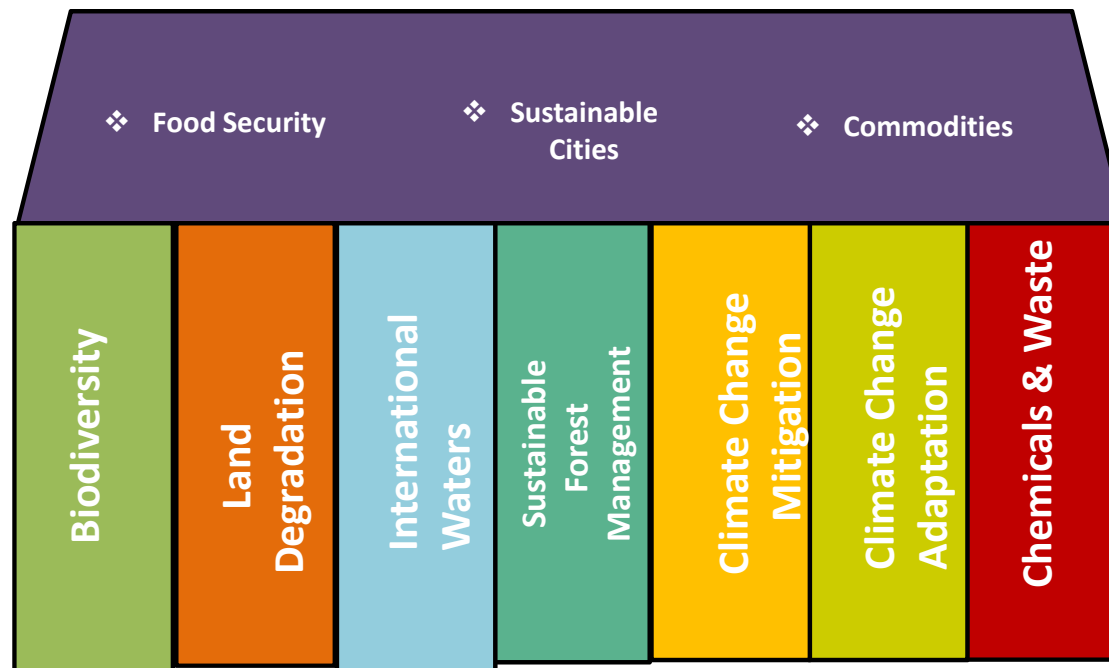 ❖ Food Security
❖ Sustainable
Cities
❖ Commodities
Biodiversity
Land
Degradation
International
Waters
Sustainable
Forest
Management
Climate Change
Mitigation
Climate Change
Adaptation
Chemicals & Waste